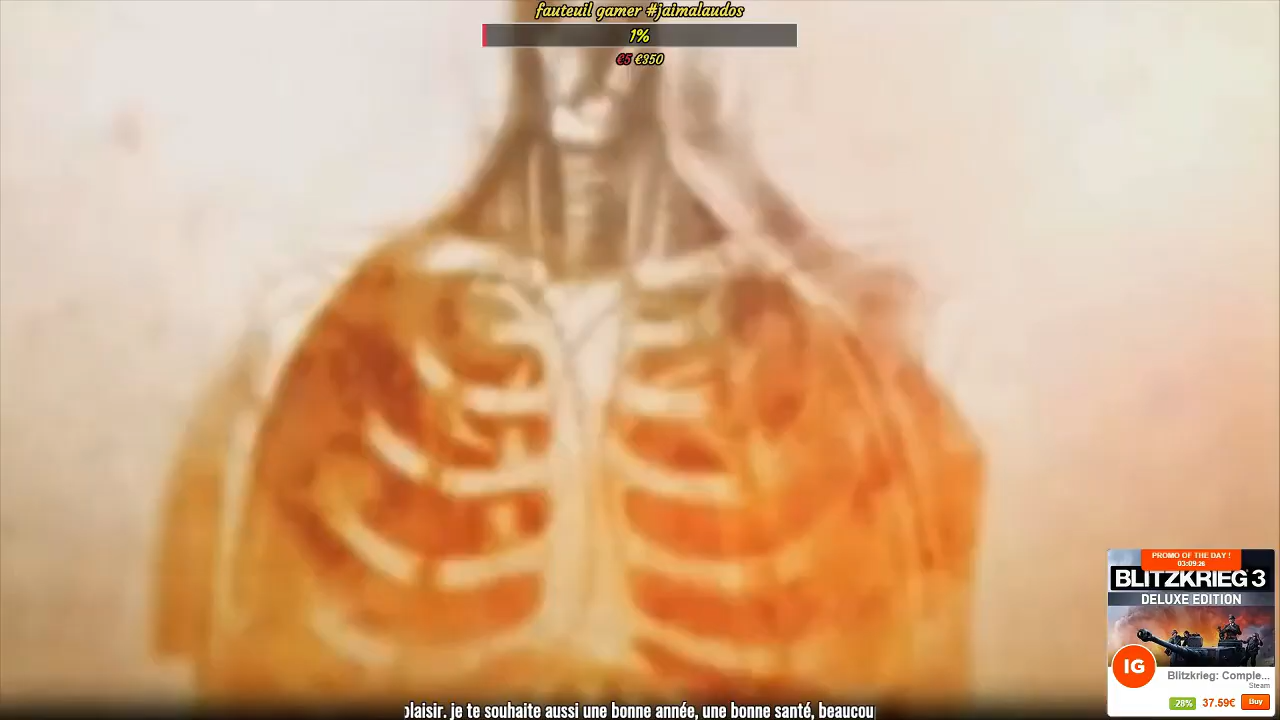 fauteuil gamer #jaimalaudos
1%
€5 €350
PROMO OF THE DAY !
03:09:26
BLITZKRIEG 3
DELUXE EDITION
IG
Blitzkrieg: Comple...
Steam
-28% 37.59€ Buy
plaisir. je te souhaite aussi une bonne année, une bonne santé, beaucou